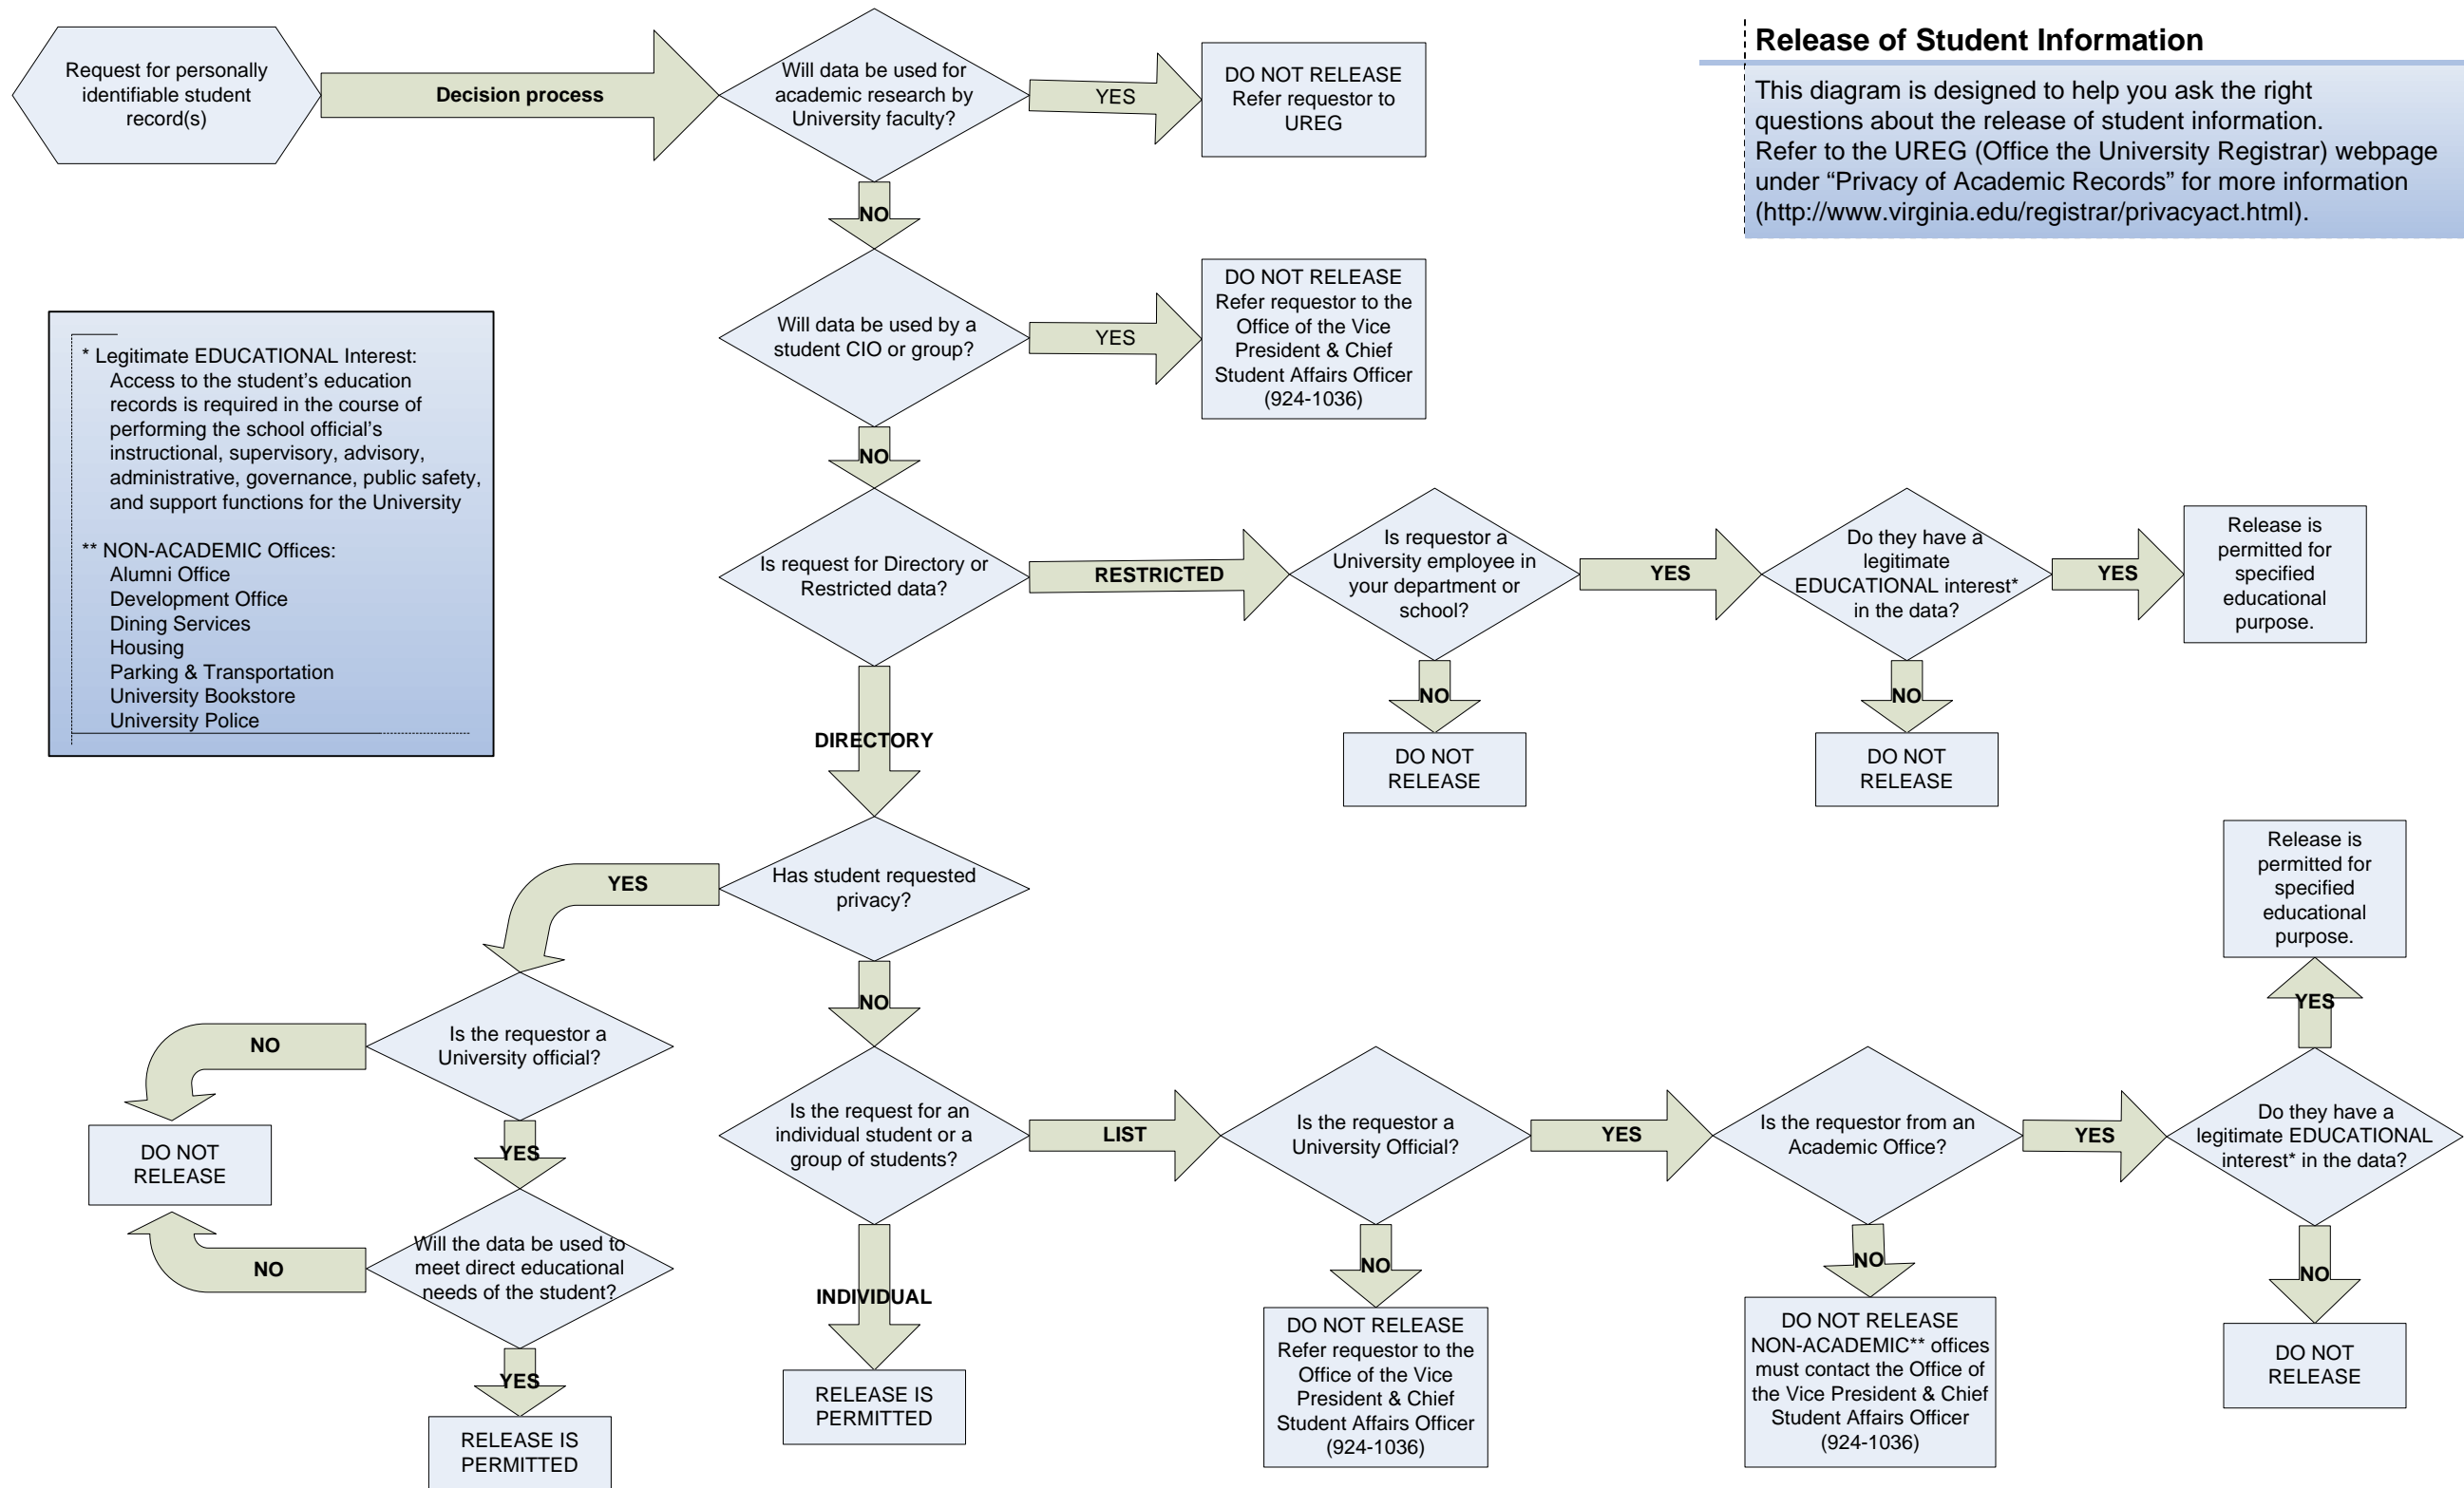 Release of Student Information
This diagram is designed to help you ask the right
questions about the release of student information.
Refer to the UREG (Office the University Registrar) webpage
under “Privacy of Academic Records” for more information
(http://www.virginia.edu/registrar/privacyact.html).
Request for personally
identifiable student
record(s)
Decision process
Will data be used for
academic research by
University faculty?
YES
DO NOT RELEASE
Refer requestor to
UREG
NO
Will data be used by a
student CIO or group?
YES
DO NOT RELEASE
Refer requestor to the
Office of the Vice
President & Chief
Student Affairs Officer
(924-1036)
NO
* Legitimate EDUCATIONAL Interest:
Access to the student’s education
records is required in the course of
performing the school official’s
instructional, supervisory, advisory,
administrative, governance, public safety,
and support functions for the University
** NON-ACADEMIC Offices:
Alumni Office
Development Office
Dining Services
Housing
Parking & Transportation
University Bookstore
University Police
Is request for Directory or
Restricted data?
RESTRICTED
Is requestor a
University employee in
your department or
school?
YES
Do they have a
legitimate
EDUCATIONAL interest*
in the data?
YES
Release is
permitted for
specified
educational
purpose.
NO
DO NOT
RELEASE
NO
DO NOT
RELEASE
DIRECTORY
Has student requested
privacy?
YES
Is the requestor a
University official?
NO
DO NOT
RELEASE
YES
Will the data be used to
meet direct educational
needs of the student?
NO
YES
RELEASE IS
PERMITTED
NO
Is the request for an
individual student or a
group of students?
INDIVIDUAL
RELEASE IS
PERMITTED
LIST
Is the requestor a
University Official?
NO
DO NOT RELEASE
Refer requestor to the
Office of the Vice
President & Chief
Student Affairs Officer
(924-1036)
YES
Is the requestor from an
Academic Office?
NO
DO NOT RELEASE
NON-ACADEMIC** offices
must contact the Office of
the Vice President & Chief
Student Affairs Officer
(924-1036)
YES
Do they have a
legitimate EDUCATIONAL
interest* in the data?
YES
Release is
permitted for
specified
educational
purpose.
NO
DO NOT
RELEASE